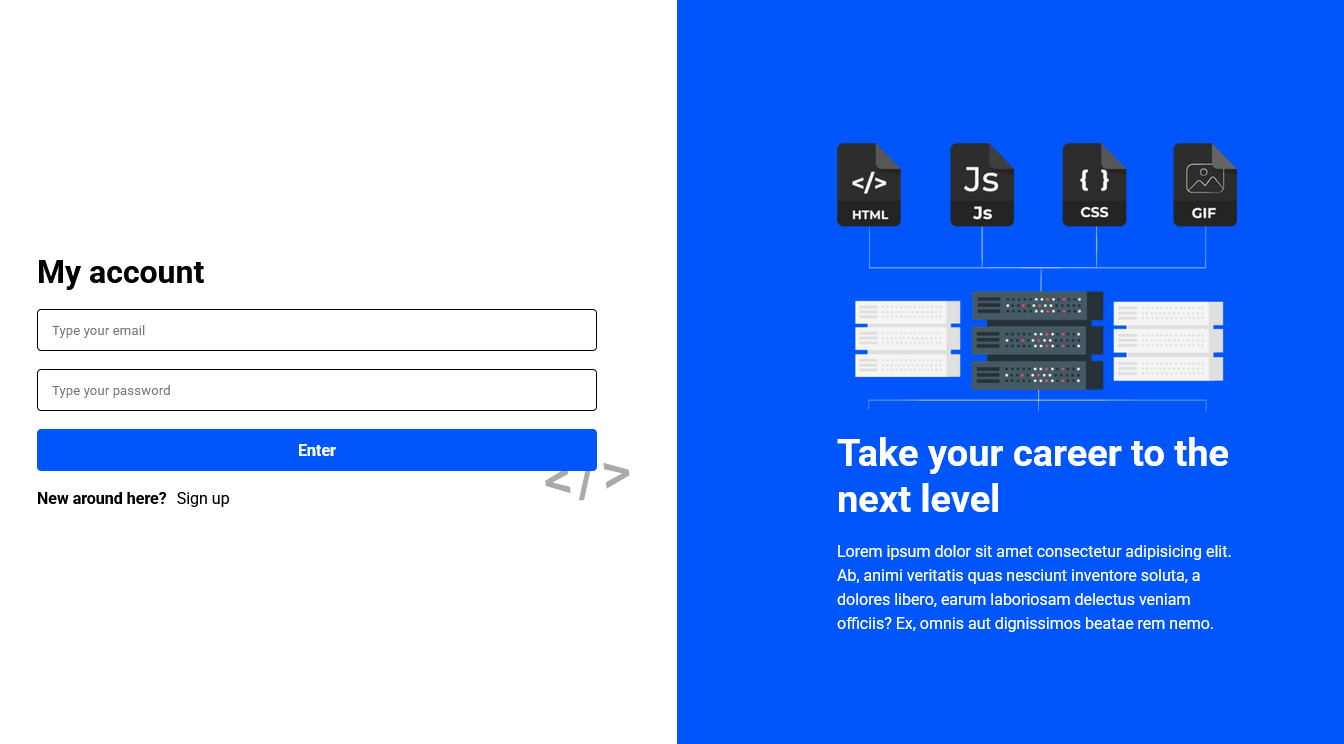 My account
Type your email
Type your password
Enter
</>
New around here? Sign up
</>
HTML
Js
Js
{ }
CSS
GIF
Take your career to the
next level
Lorem ipsum dolor sit amet consectetur adipisicing elit.
Ab, animi veritatis quas nesciunt inventore soluta, a
dolores libero, earum laboriosam delectus veniam
officiis? Ex, omnis aut dignissimos beatae rem nemo.